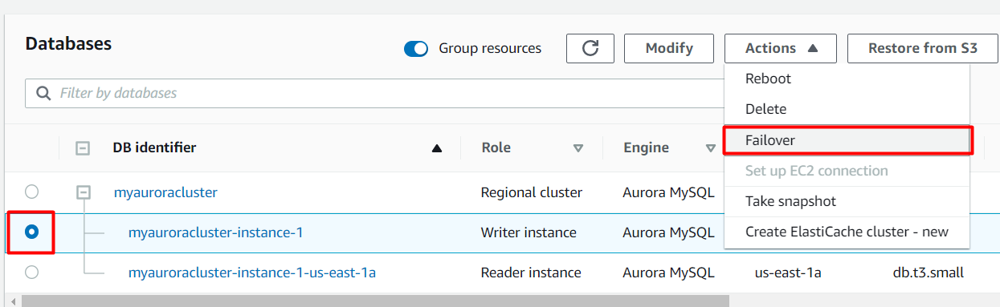 Databases
Group resources
Modify
Actions
Restore from S3
Filter by databases
Reboot
Delete
Failover
Set up EC2 connection
Take snapshot
Create ElastiCache cluster - new
DB identifier Role Engine
myauroracluster Regional cluster Aurora MySQL
myauroracluster-instance-1 Writer instance Aurora MySQL
myauroracluster-instance-1-us-east-1a Reader instance Aurora MySQL us-east-1a db.t3.small